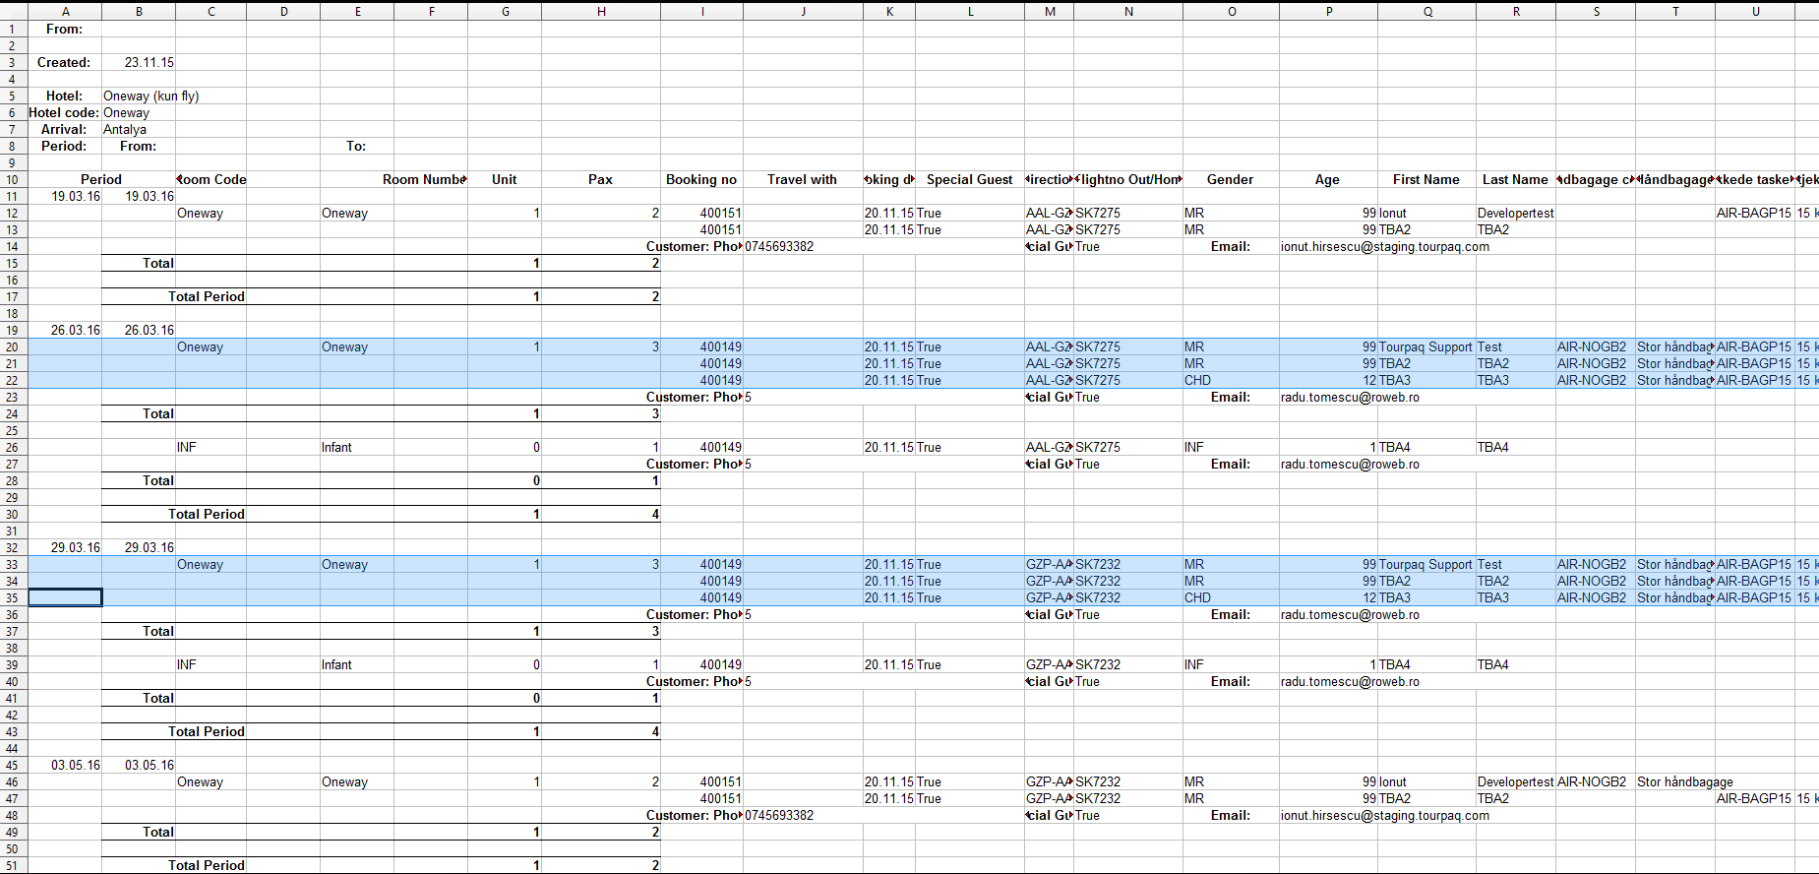 A B C D E F G H I J K L M N O P Q R S T U
1 From:
2
3 Created: 23.11.15
4
5 Hotel: Oneway (kun fly)
6 Hotel code: Oneway
7 Arrival: Antalya
8 Period: From: To:
9
10 Period Room Code Room Numbe Unit Pax Booking no Travel with oking d Special Guest irectio lightno Out/Hom Gender Age First Name Last Name dbagage c håndbagag kkede taske tjek
11 19.03.16 19.03.16
12 Oneway Oneway 1 2 400151 20.11.15 True AAL-GZ SK7275 MR 99 Ionut Developertest AIR-BAGP15 15 k
13 400151 20.11.15 True AAL-GZ SK7275 MR 99 TBA2 TBA2
14 Customer: Pho 0745693382 cial Gu True Email: ionut.hirsescu@staging.tourpaq.com
15 Total 1 2
16
17 Total Period 1 2
18
19 26.03.16 26.03.16
20 Oneway Oneway 1 3 400149 20.11.15 True AAL-GZ SK7275 MR 99 Tourpaq Support Test AIR-NOGB2 Stor håndbag AIR-BAGP15 15 k
21 400149 20.11.15 True AAL-GZ SK7275 MR 99 TBA2 TBA2 AIR-NOGB2 Stor håndbag AIR-BAGP15 15 k
22 400149 20.11.15 True AAL-GZ SK7275 CHD 12 TBA3 TBA3 AIR-NOGB2 Stor håndbag AIR-BAGP15 15 k
23 Customer: Pho 5 cial Gu True Email: radu.tomescu@roweb.ro
24 Total 1 3
25
26 INF Infant 0 1 400149 20.11.15 True AAL-GZ SK7275 INF 1 TBA4 TBA4
27 Customer: Pho 5 cial Gu True Email: radu.tomescu@roweb.ro
28 Total 0 1
29
30 Total Period 1 4
31
32 29.03.16 29.03.16
33 Oneway Oneway 1 3 400149 20.11.15 True GZP-AA SK7232 MR 99 Tourpaq Support Test AIR-NOGB2 Stor håndbag AIR-BAGP15 15 k
34 400149 20.11.15 True GZP-AA SK7232 MR 99 TBA2 TBA2 AIR-NOGB2 Stor håndbag AIR-BAGP15 15 k
35 400149 20.11.15 True GZP-AA SK7232 CHD 12 TBA3 TBA3 AIR-NOGB2 Stor håndbag AIR-BAGP15 15 k
36 Customer: Pho 5 cial Gu True Email: radu.tomescu@roweb.ro
37 Total 1 3
38
39 INF Infant 0 1 400149 20.11.15 True GZP-AA SK7232 INF 1 TBA4 TBA4
40 Customer: Pho 5 cial Gu True Email: radu.tomescu@roweb.ro
41 Total 0 1
42
43 Total Period 1 4
44
45 03.05.16 03.05.16
46 Oneway Oneway 1 2 400151 20.11.15 True GZP-AA SK7232 MR 99 Ionut Developertest AIR-NOGB2 Stor håndbagage
47 400151 20.11.15 True GZP-AA SK7232 MR 99 TBA2 TBA2 AIR-BAGP15 15 k
48 Customer: Pho 0745693382 cial Gu True Email: ionut.hirsescu@staging.tourpaq.com
49 Total 1 2
50
51 Total Period 1 2